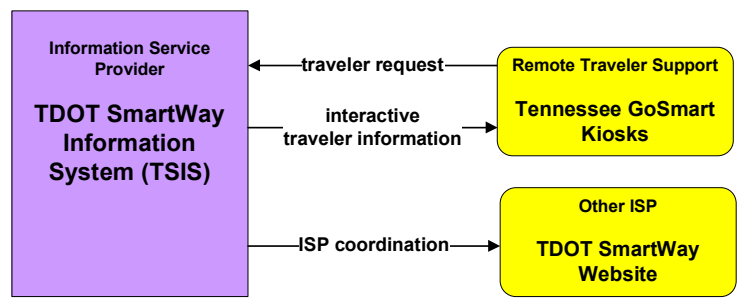 Information Service
Provider
TDOT SmartWay
Information
System (TSIS)
traveler request
interactive
traveler information
ISP coordination
Remote Traveler Support
Tennessee GoSmart
Kiosks
Other ISP
TDOT SmartWay
Website